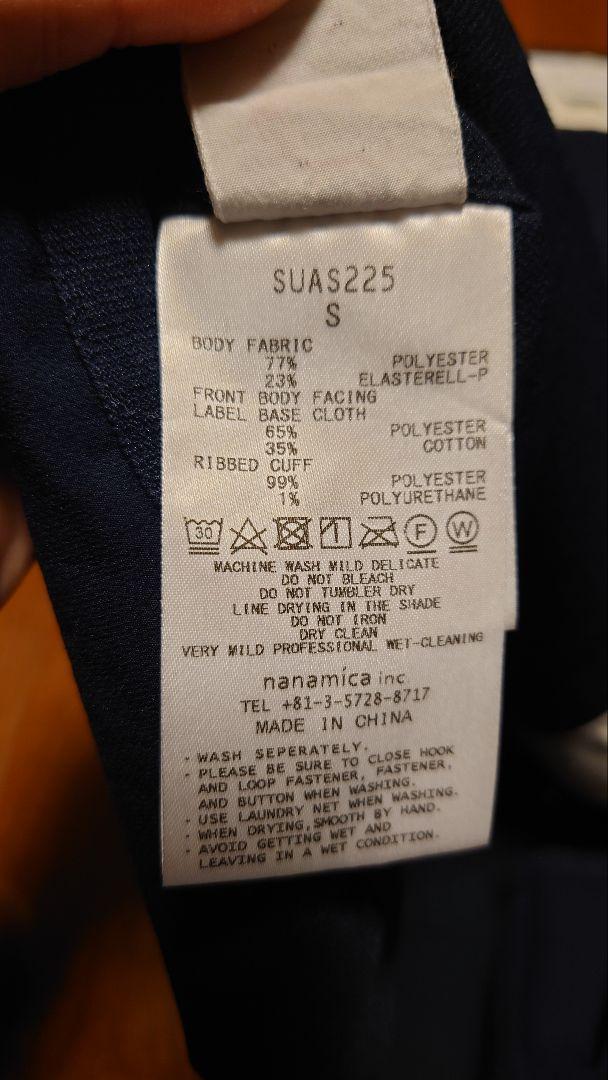 SUAS225
S
BODY FABRIC
77% POLYESTER
23% ELASTERELL-P
FRONT BODY FACING
LABEL BASE CLOTH
65% POLYESTER
35% COTTON
RIBBED CUFF
99% POLYESTER
1% POLYURETHANE
30 F W
MACHINE WASH MILD DELICATE
DO NOT BLEACH
DO NOT TUMBLER DRY
LINE DRYING IN THE SHADE
DO NOT IRON
DRY CLEAN
VERY MILD PROFESSIONAL WET-CLEANING
nanamica inc.
TEL +81-3-5728-8717
MADE IN CHINA
· WASH SEPERATELY.
· PLEASE BE SURE TO CLOSE HOOK
AND LOOP FASTENER, FASTENER,
AND BUTTON WHEN WASHING.
· USE LAUNDRY NET WHEN WASHING.
· WHEN DRYING,SMOOTH BY HAND.
· AVOID GETTING WET AND
LEAVING IN A WET CONDITION.